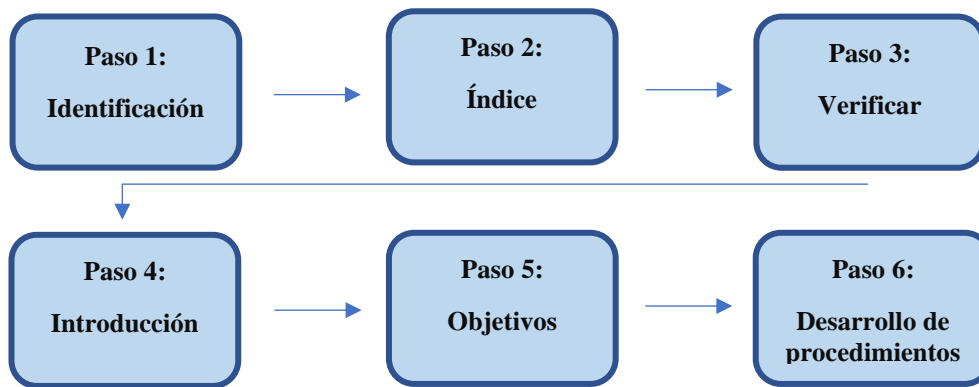 Paso 1:
Identificación
Paso 2:
Índice
Paso 3:
Verificar
Paso 4:
Introducción
Paso 5:
Objetivos
Paso 6:
Desarrollo de
procedimientos